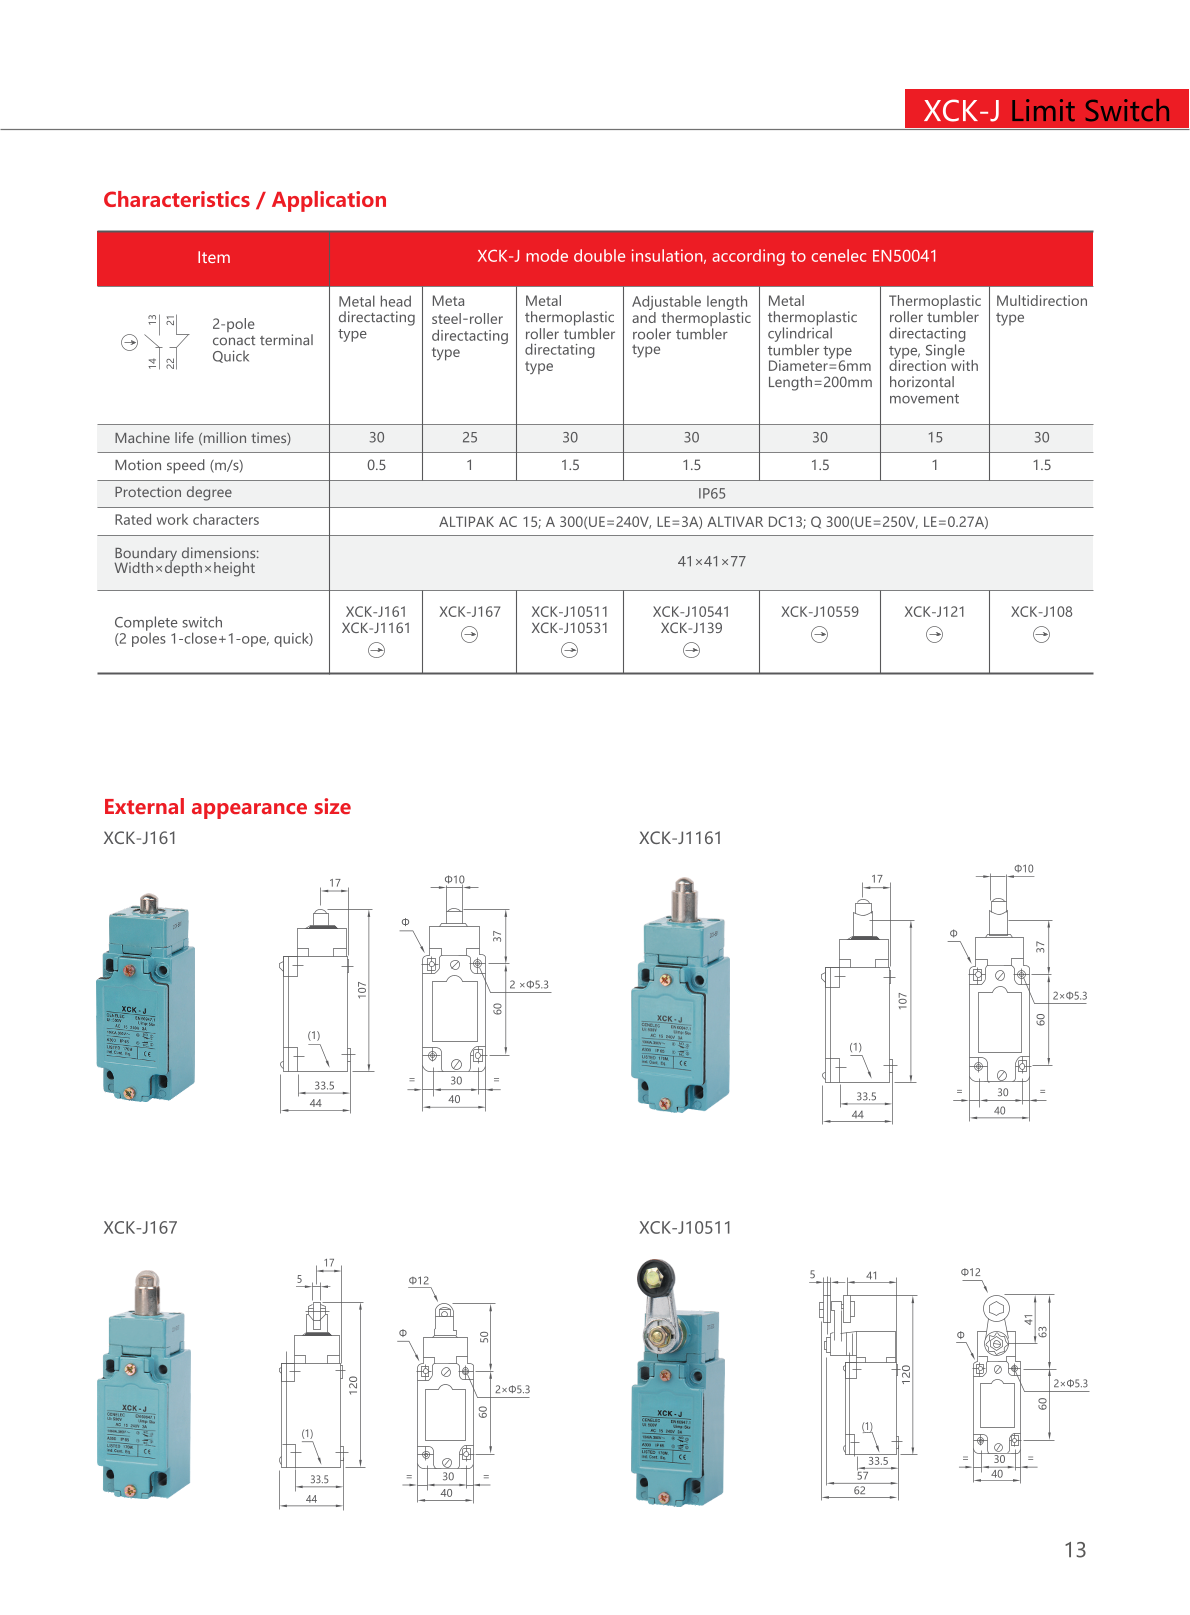 XCK-J Limit Switch
Characteristics / Application
Item
XCK-J mode double insulation, according to cenelec EN50041
13
21
14
22
2-pole
conact terminal
Quick
Metal head
directacting
type
Meta
steel-roller
directacting
type
Metal
thermoplastic
roller tumbler
directating
type
Adjustable length
and thermoplastic
rooler tumbler
type
Metal
thermoplastic
cylindrical
tumbler type
Diameter=6mm
Length=200mm
Thermoplastic
roller tumbler
directacting
type, Single
direction with
horizontal
movement
Multidirection
type
Machine life (million times)
30
25
30
30
30
15
30
Motion speed (m/s)
0.5
1
1.5
1.5
1.5
1
1.5
Protection degree
IP65
Rated work characters
ALTIPAK AC 15; A 300(UE=240V, LE=3A) ALTIVAR DC13; Q 300(UE=250V, LE=0.27A)
Boundary dimensions:
Width×depth×height
41×41×77
Complete switch
(2 poles 1-close+1-ope, quick)
XCK-J161
XCK-J1161
XCK-J167
XCK-J10511
XCK-J10531
XCK-J10541
XCK-J139
XCK-J10559
XCK-J121
XCK-J108
External appearance size
XCK-J161
XCK - J
17
107
(1)
33.5
44
Φ10
Φ
37
2 ×Φ5.3
60
=
30
=
40
XCK-J1161
XCK - J
17
107
(1)
33.5
44
Φ10
Φ
37
2×Φ5.3
60
=
30
=
40
XCK-J167
XCK - J
17
5
120
(1)
33.5
44
Φ12
Φ
50
2×Φ5.3
60
=
30
=
40
XCK-J10511
XCK - J
5
41
120
(1)
33.5
57
62
Φ12
Φ
41
63
2×Φ5.3
60
=
30
=
40
13